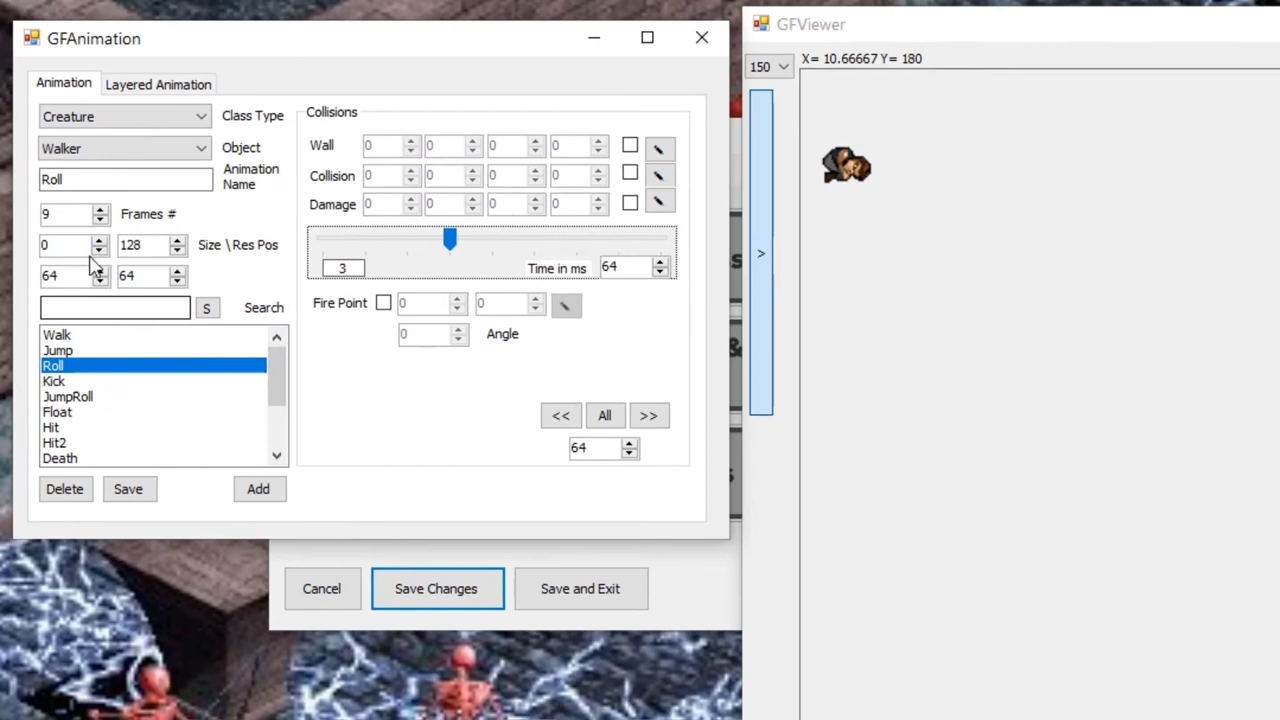 GFAnimation
Animation
Layered Animation
Creature
Class Type
Walker
Object
Roll
Animation
Name
9
Frames #
0
128
Size \ Res Pos
64
64
S
Search
Walk
Jump
Roll
Kick
JumpRoll
Float
Hit
Hit2
Death
Delete
Save
Add
Collisions
Wall
0
0
0
0
Collision
0
0
0
0
Damage
0
0
0
0
3
Time in ms
64
Fire Point
0
0
0
Angle
<<
All
>>
64
Cancel
Save Changes
Save and Exit
s
&
s
GFViewer
150
X= 10.66667 Y= 180
>